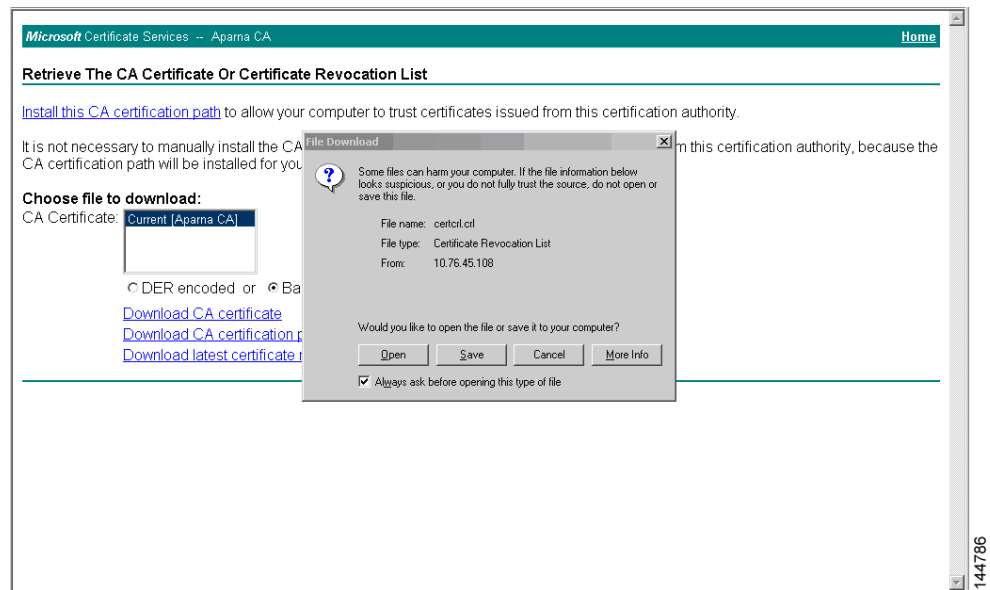 Microsoft Certificate Services -- Aparna CA Home
Retrieve The CA Certificate Or Certificate Revocation List
Install this CA certification path to allow your computer to trust certificates issued from this certification authority.
It is not necessary to manually install the CA
m this certification authority, because the
CA certification path will be installed for you
Choose file to download:
CA Certificate: Current [Aparna CA]
DER encoded or Ba
Download CA certificate
Download CA certification p
Download latest certificate r
File Download
Some files can harm your computer. If the file information below
looks suspicious, or you do not fully trust the source, do not open or
save this file.
File name: certcrl.crl
File type: Certificate Revocation List
From: 10.76.45.108
Would you like to open the file or save it to your computer?
Open Save Cancel More Info
Always ask before opening this type of file
144786